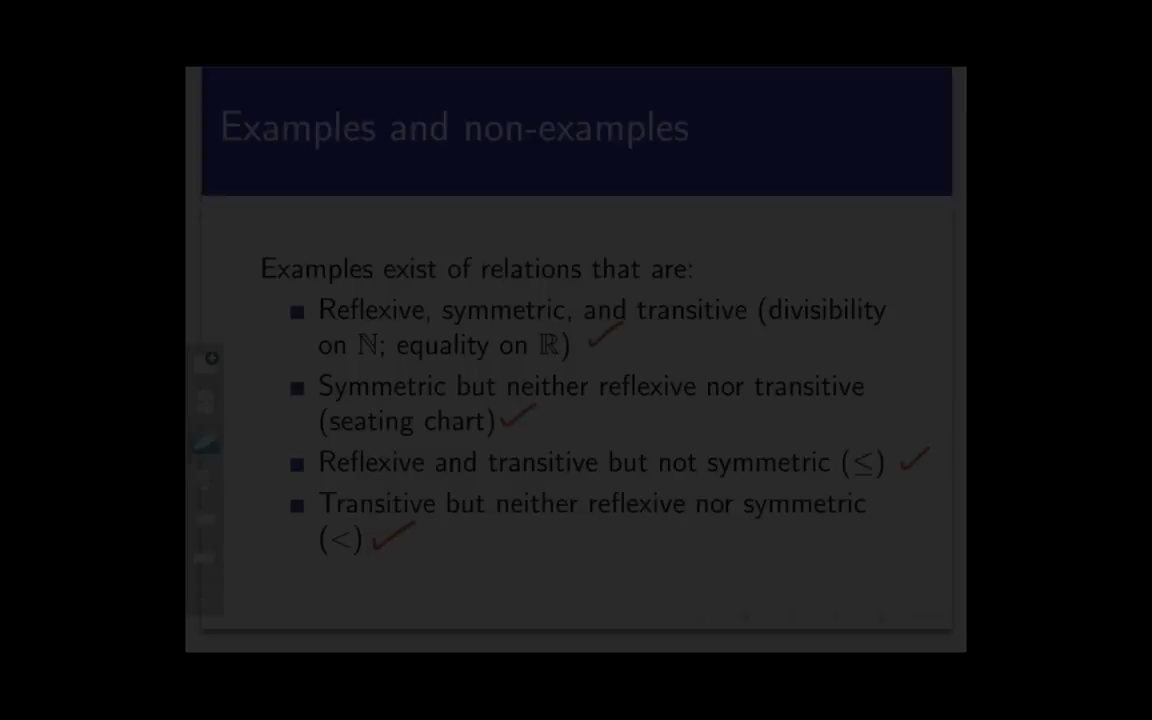 Examples and non-examples
Examples exist of relations that are:
Reflexive, symmetric, and transitive (divisibility
on ℕ; equality on ℝ)
Symmetric but neither reflexive nor transitive
(seating chart)
Reflexive and transitive but not symmetric (≤)
Transitive but neither reflexive nor symmetric
(<)